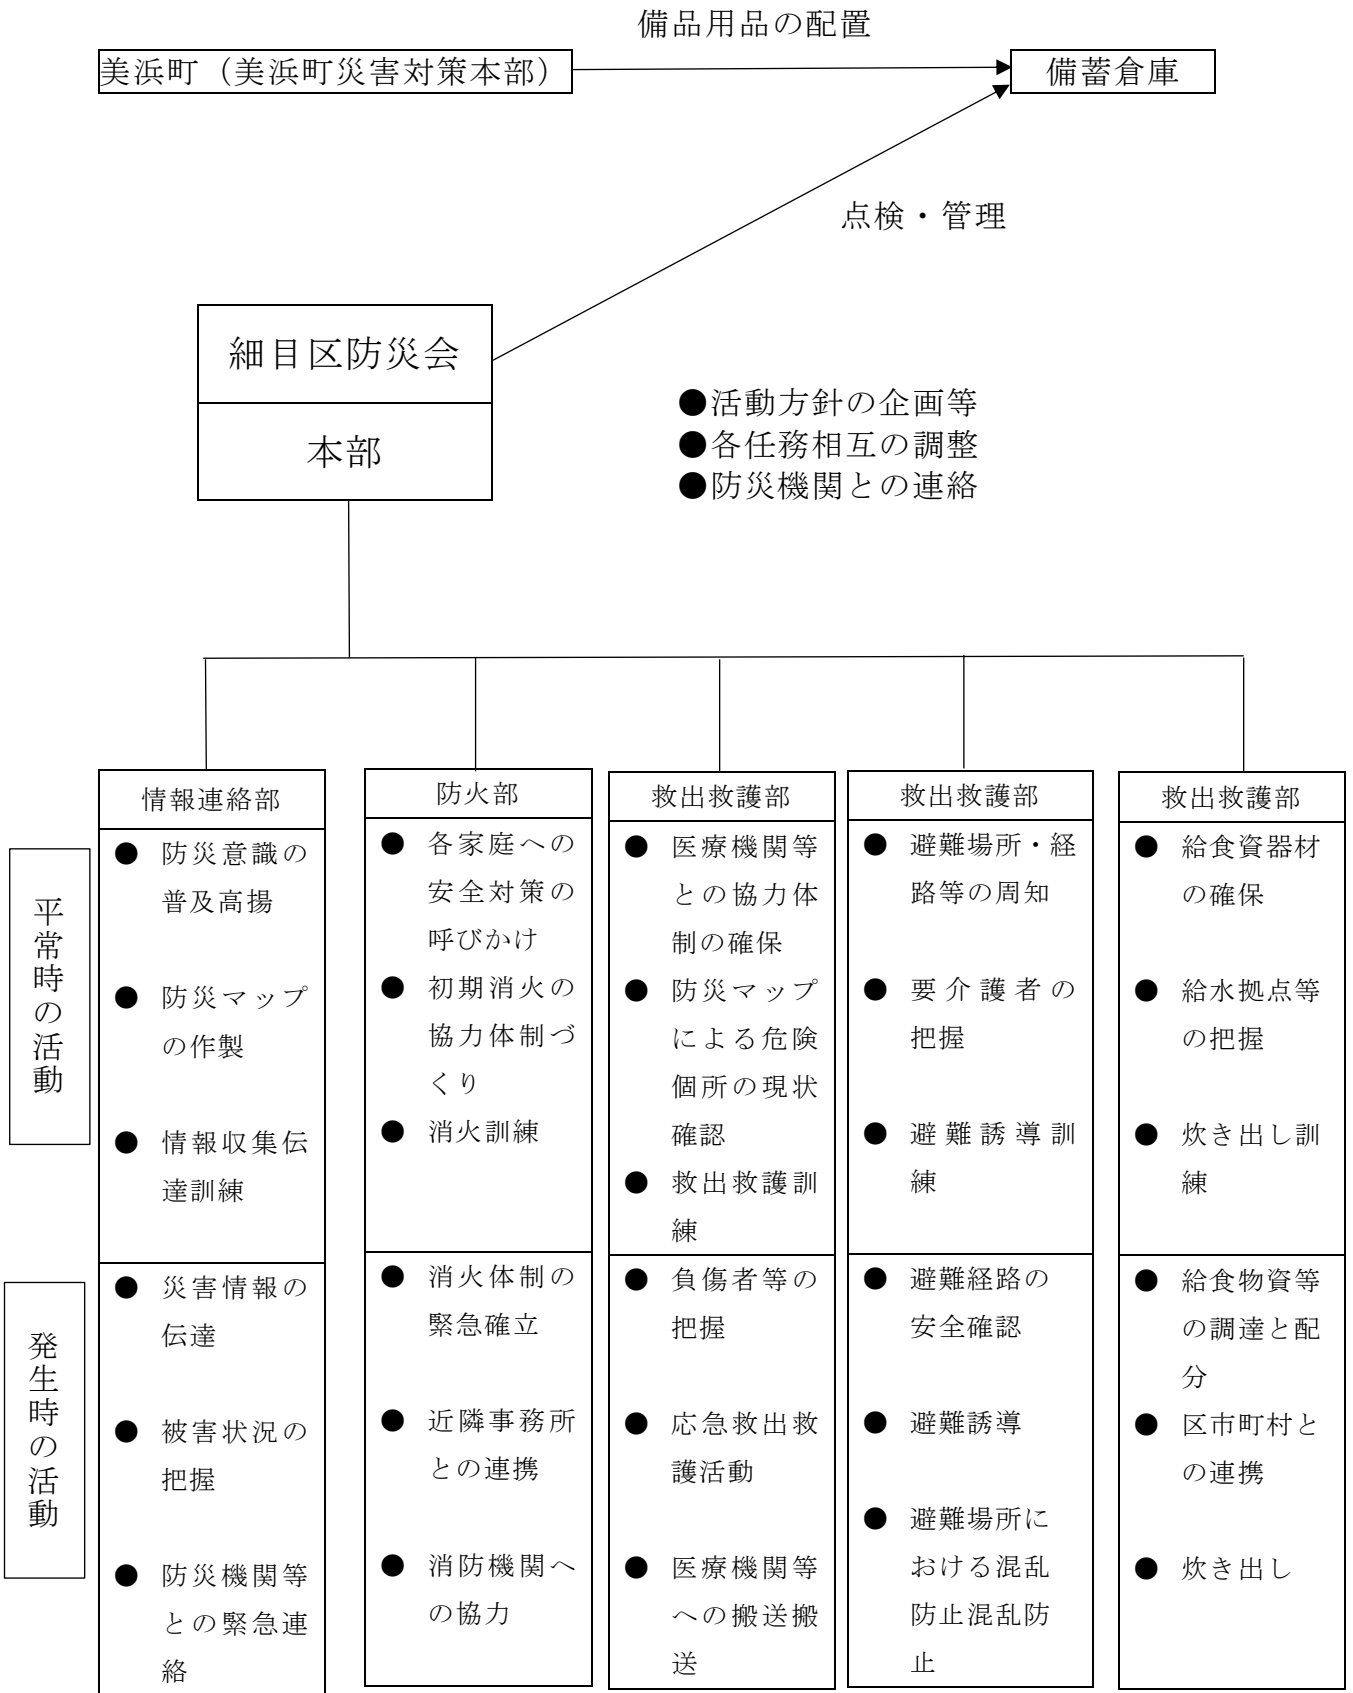 備品用品の配置
美浜町（美浜町災害対策本部）
備蓄倉庫
点検・管理
細目区防災会
本部
●活動方針の企画等
●各任務相互の調整
●防災機関との連絡
平常時の活動
発生時の活動
情報連絡部
● 防災意識の
普及高揚
● 防災マップ
の作製
● 情報収集伝
達訓練
● 災害情報の
伝達
● 被害状況の
把握
● 防災機関等
との緊急連
絡
防火部
● 各家庭への
安全対策の
呼びかけ
● 初期消火の
協力体制づ
くり
● 消火訓練
● 消火体制の
緊急確立
● 近隣事務所
との連携
● 消防機関へ
の協力
救出救護部
● 医療機関等
との協力体
制の確保
● 防災マップ
による危険
個所の現状
確認
● 救出救護訓
練
● 負傷者等の
把握
● 応急救出救
護活動
● 医療機関等
への搬送搬
送
救出救護部
● 避難場所・経
路等の周知
● 要介護者の
把握
● 避難誘導訓
練
● 避難経路の
安全確認
● 避難誘導
● 避難場所に
おける混乱
防止混乱防
止
救出救護部
● 給食資器材
の確保
● 給水拠点等
の把握
● 炊き出し訓
練
● 給食物資等
の調達と配
分
● 区市町村と
の連携
● 炊き出し